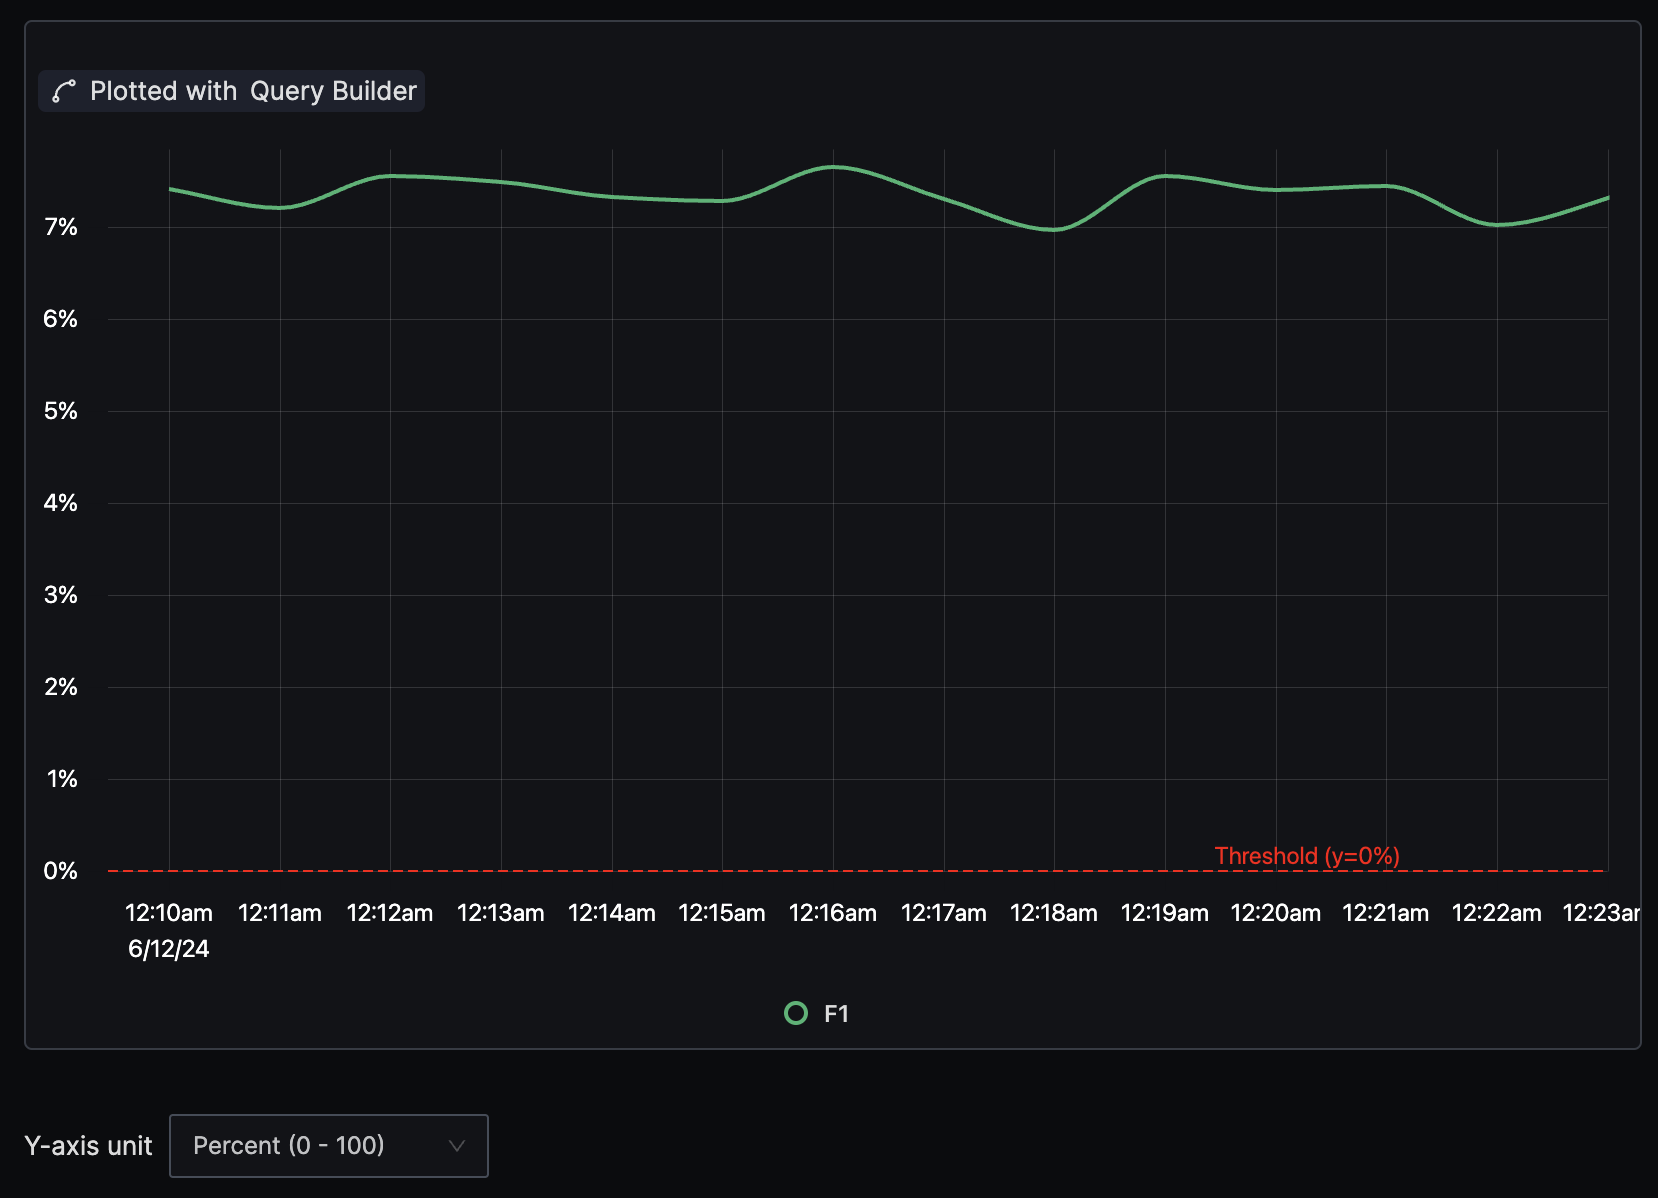 Plotted with Query Builder
7%
6%
5%
4%
3%
2%
1%
0%
Threshold (y=0%)
12:10am 12:11am 12:12am 12:13am 12:14am 12:15am 12:16am 12:17am 12:18am 12:19am 12:20am 12:21am 12:22am 12:23ar
6/12/24
F1
Y-axis unit Percent (0 - 100)